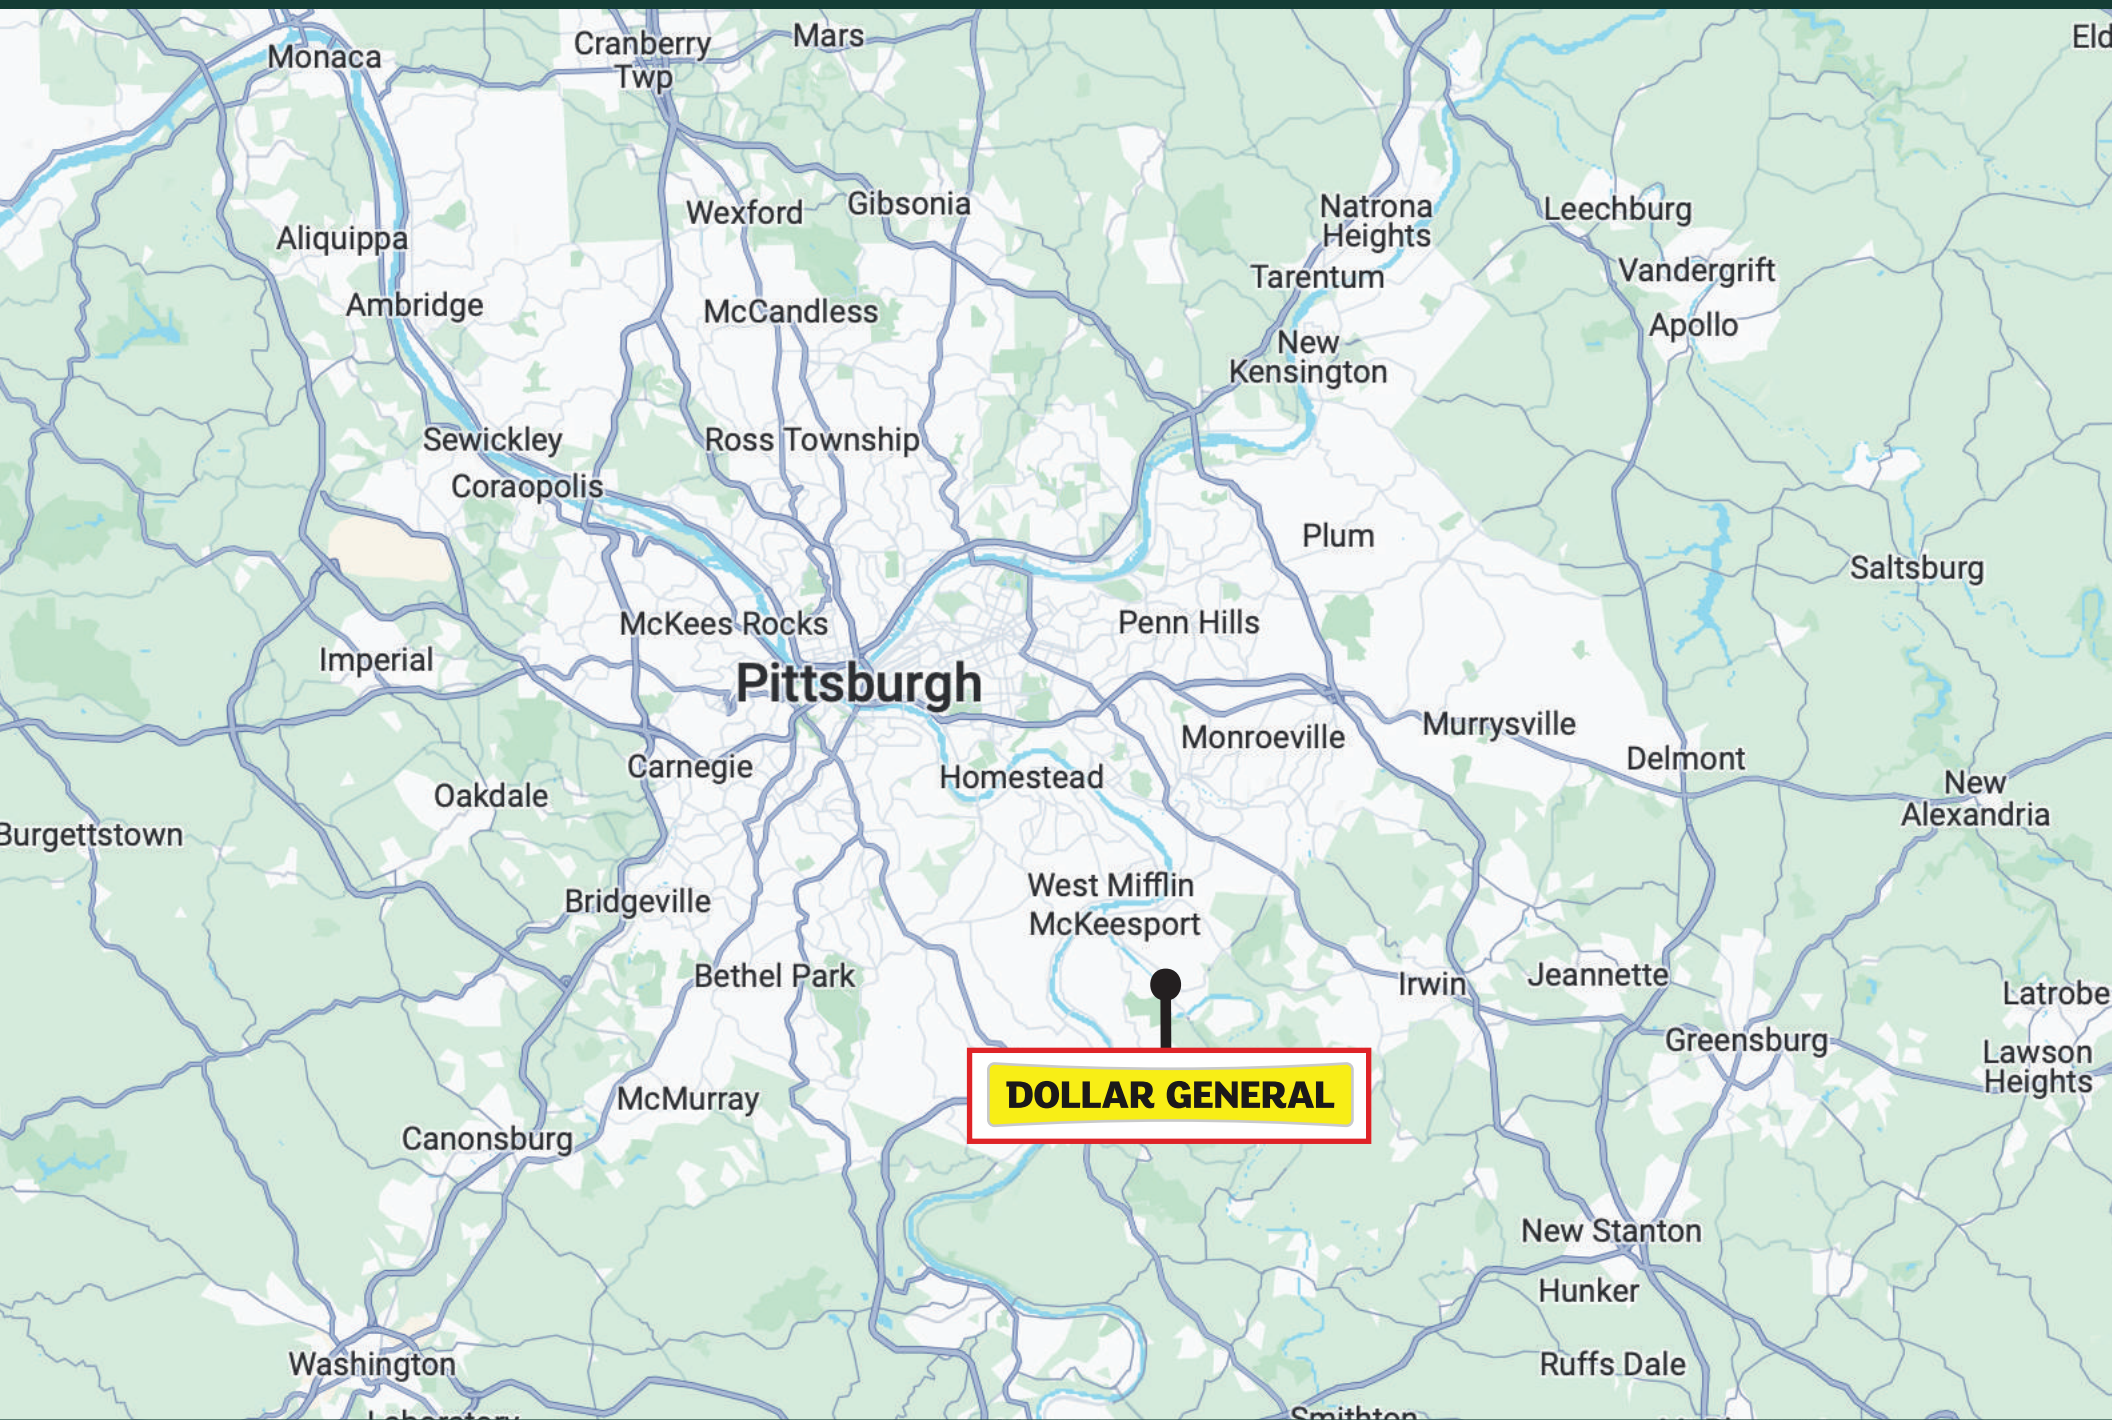 Monaca
Cranberry
Twp
Mars
Wexford
Gibsonia
Aliquippa
Ambridge
McCandless
Natrona
Heights
Leechburg
Tarentum
Vandergrift
Apollo
New
Kensington
Sewickley
Ross Township
Coraopolis
Plum
Saltsburg
McKees Rocks
Penn Hills
Imperial
Pittsburgh
Monroeville
Murrysville
Delmont
Carnegie
Homestead
Oakdale
New
Alexandria
Burgettstown
West Mifflin
McKeesport
Bridgeville
Bethel Park
Irwin
Jeannette
Latrobe
Greensburg
Lawson
Heights
DOLLAR GENERAL
McMurray
Canonsburg
New Stanton
Hunker
Washington
Ruffs Dale
Smithton